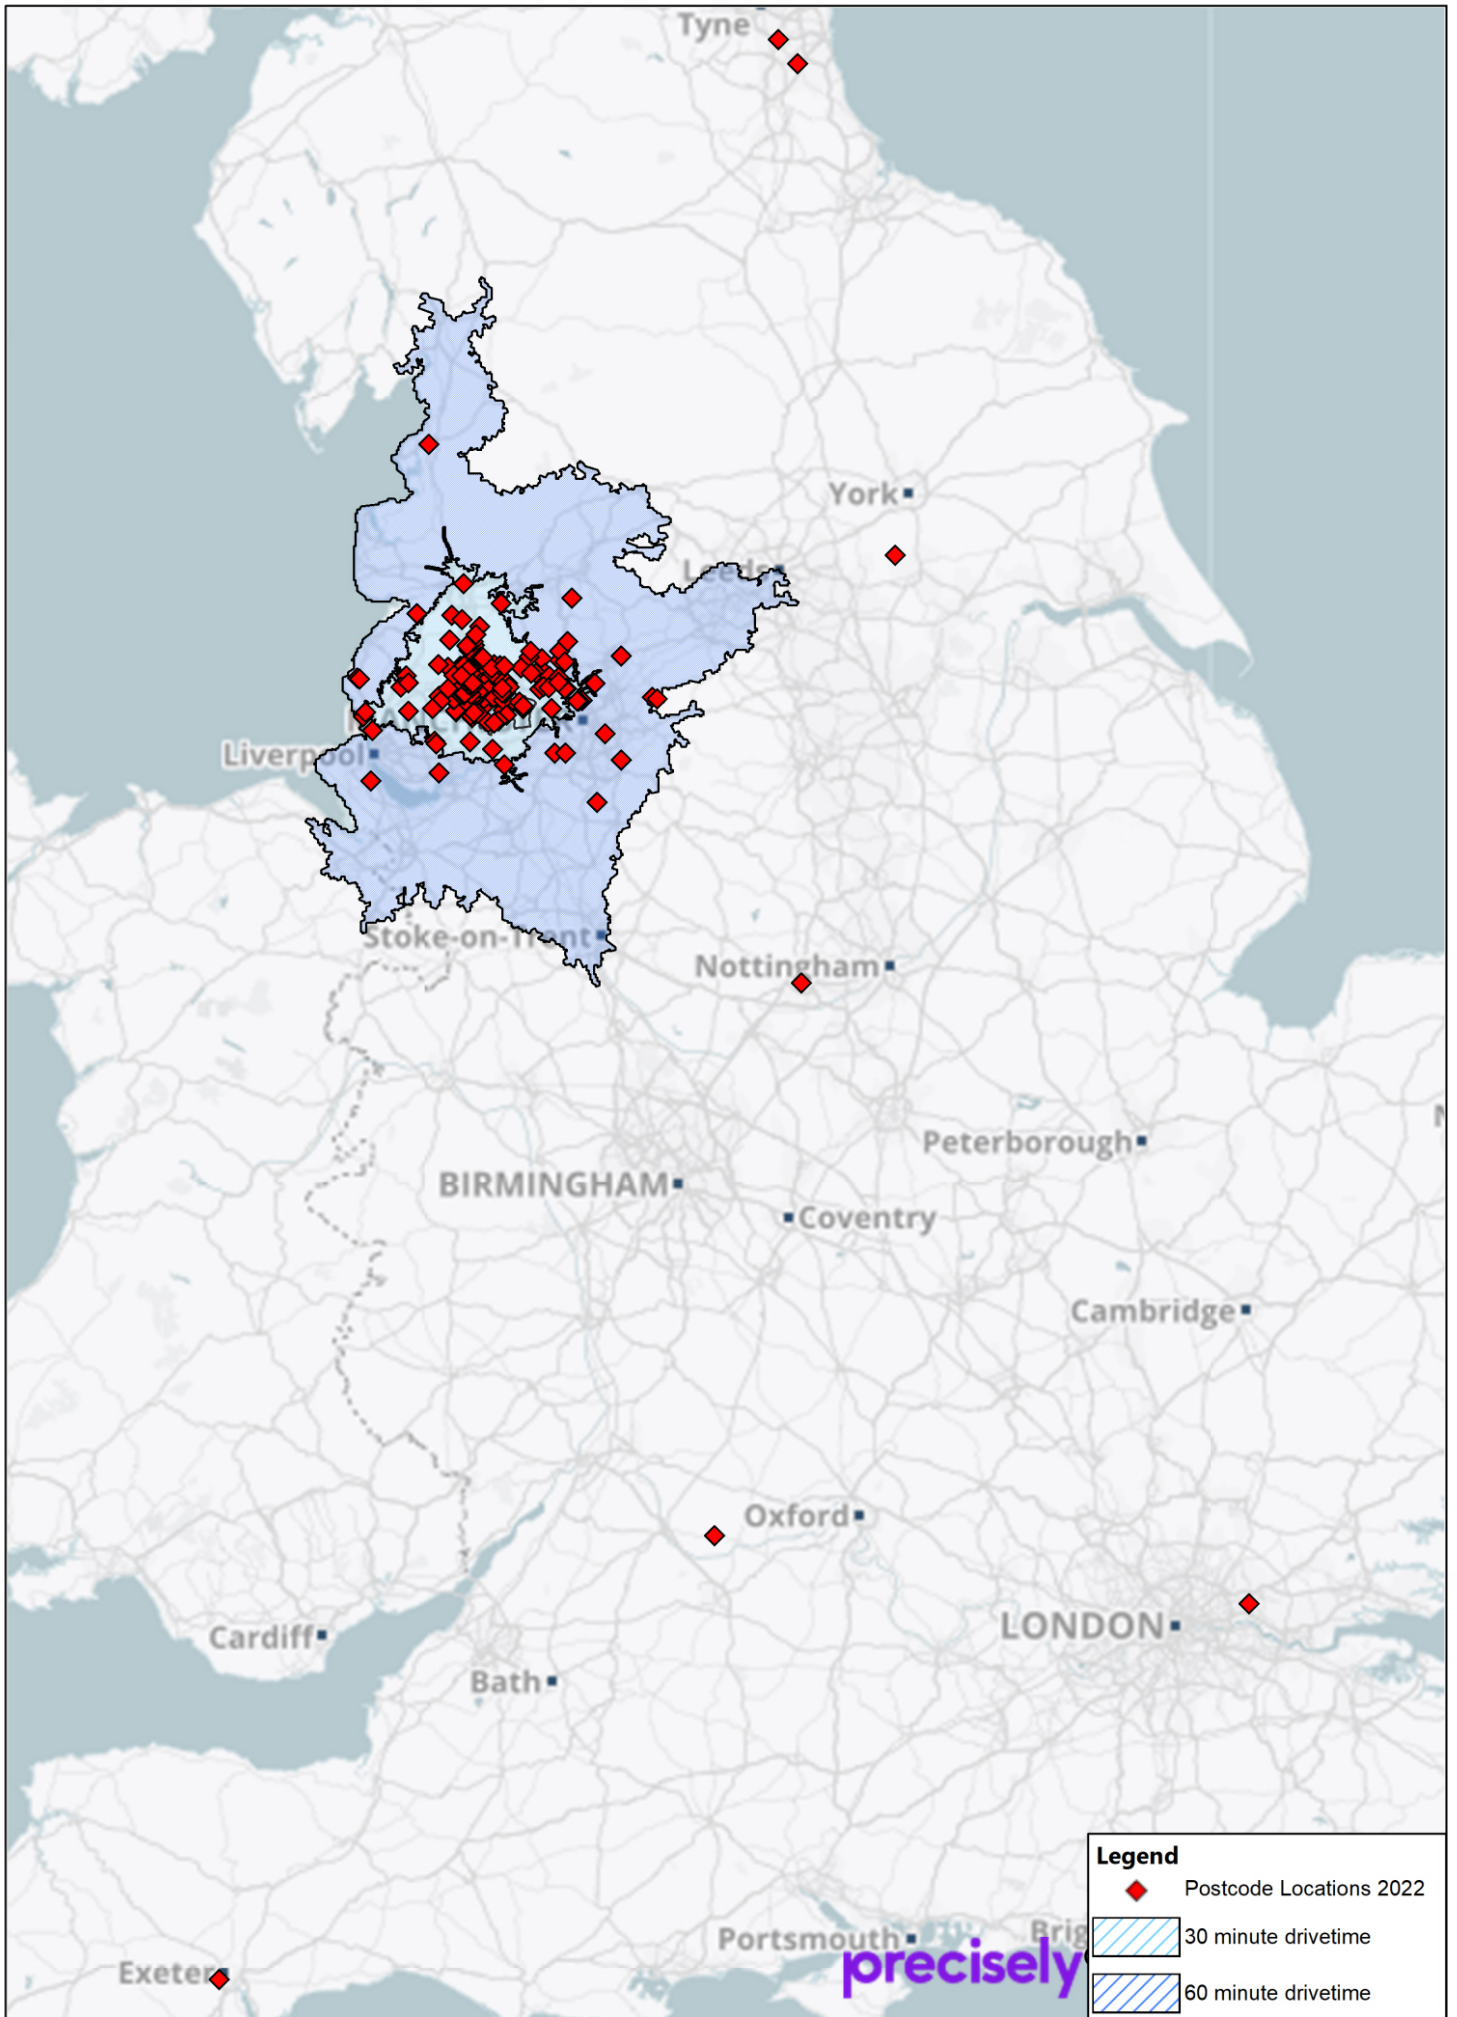 Tyne
York
Leeds
Liverpool
Stoke-on-Trent
Nottingham
Peterborough
BIRMINGHAM
Coventry
Cambridge
Oxford
LONDON
Cardiff
Bath
Legend
Postcode Locations 2022
30 minute drivetime
60 minute drivetime
Portsmouth
Brig
precisely
Exeter